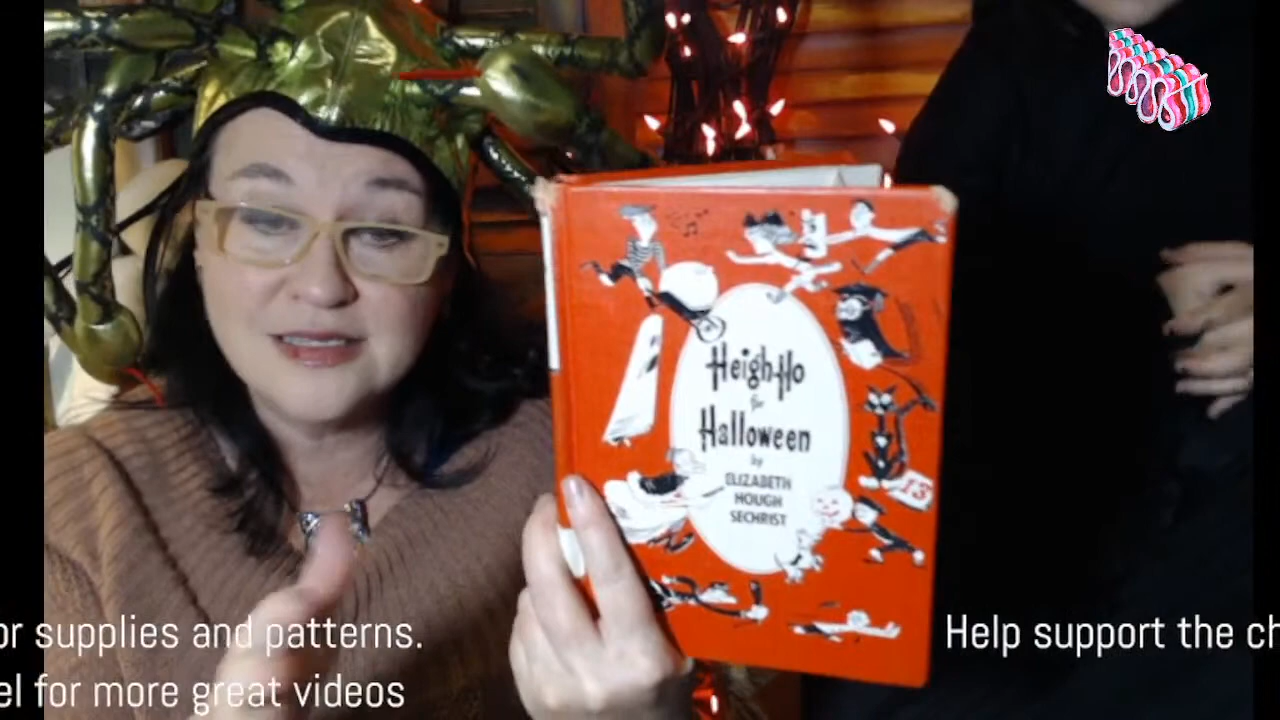 Heigh-Ho
for
Halloween
by
ELIZABETH
HOUGH
SECHRIST
13
or supplies and patterns.
el for more great videos
Help support the ch